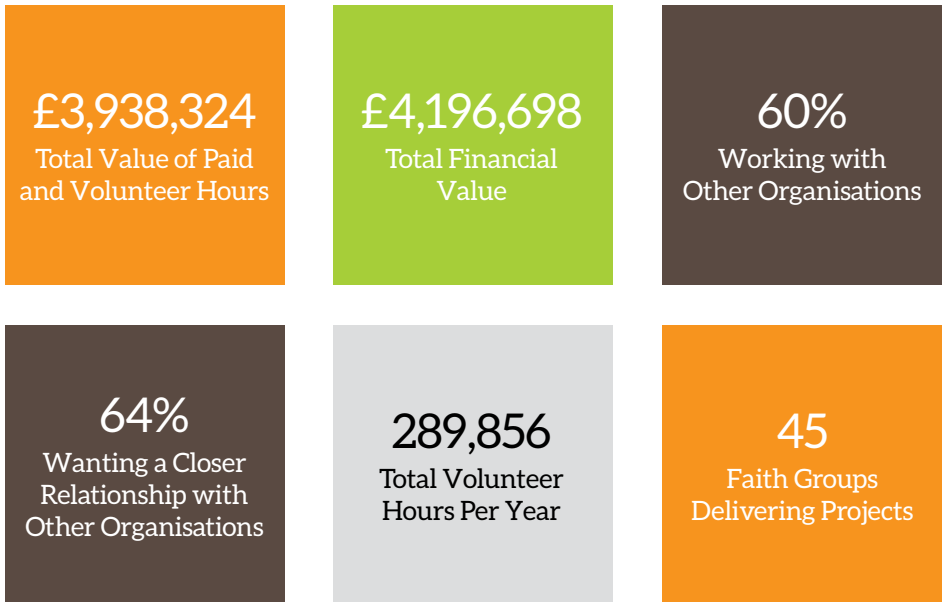 £3,938,324
Total Value of Paid
and Volunteer Hours
£4,196,698
Total Financial
Value
60%
Working with
Other Organisations
64%
Wanting a Closer
Relationship with
Other Organisations
289,856
Total Volunteer
Hours Per Year
45
Faith Groups
Delivering Projects